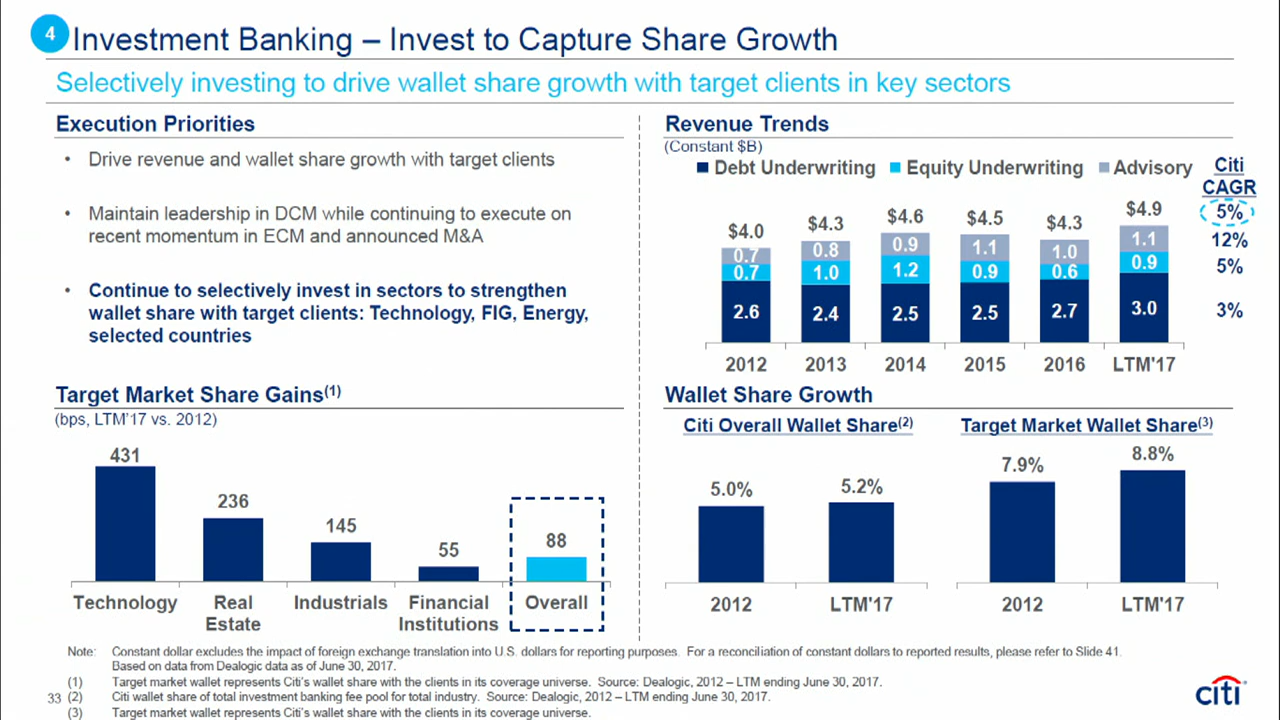 4
Investment Banking – Invest to Capture Share Growth
Selectively investing to drive wallet share growth with target clients in key sectors
Execution Priorities
• Drive revenue and wallet share growth with target clients
• Maintain leadership in DCM while continuing to execute on
recent momentum in ECM and announced M&A
• Continue to selectively invest in sectors to strengthen
wallet share with target clients: Technology, FIG, Energy,
selected countries
Revenue Trends
(Constant $B)
Debt Underwriting Equity Underwriting Advisory
Citi
CAGR
$4.0 $4.3 $4.6 $4.5 $4.3 $4.9 5%
0.7 0.8 0.9 1.1 1.0 1.1 12%
0.7 1.0 1.2 0.9 0.6 0.9 5%
2.6 2.4 2.5 2.5 2.7 3.0 3%
2012 2013 2014 2015 2016 LTM'17
Target Market Share Gains(1)
(bps, LTM'17 vs. 2012)
431 236 145 55 88
Technology Real Industrials Financial Overall
Estate Institutions
Wallet Share Growth
Citi Overall Wallet Share(2)
5.0% 5.2%
2012 LTM'17
Target Market Wallet Share(3)
7.9% 8.8%
2012 LTM'17
Note: Constant dollar excludes the impact of foreign exchange translation into U.S. dollars for reporting purposes. For a reconciliation of constant dollars to reported results, please refer to Slide 41.
Based on data from Dealogic data as of June 30, 2017.
(1) Target market wallet represents Citi's wallet share with the clients in its coverage universe. Source: Dealogic, 2012 – LTM ending June 30, 2017.
33 (2) Citi wallet share of total investment banking fee pool for total industry. Source: Dealogic, 2012 – LTM ending June 30, 2017.
(3) Target market wallet represents Citi's wallet share with the clients in its coverage universe.
citi